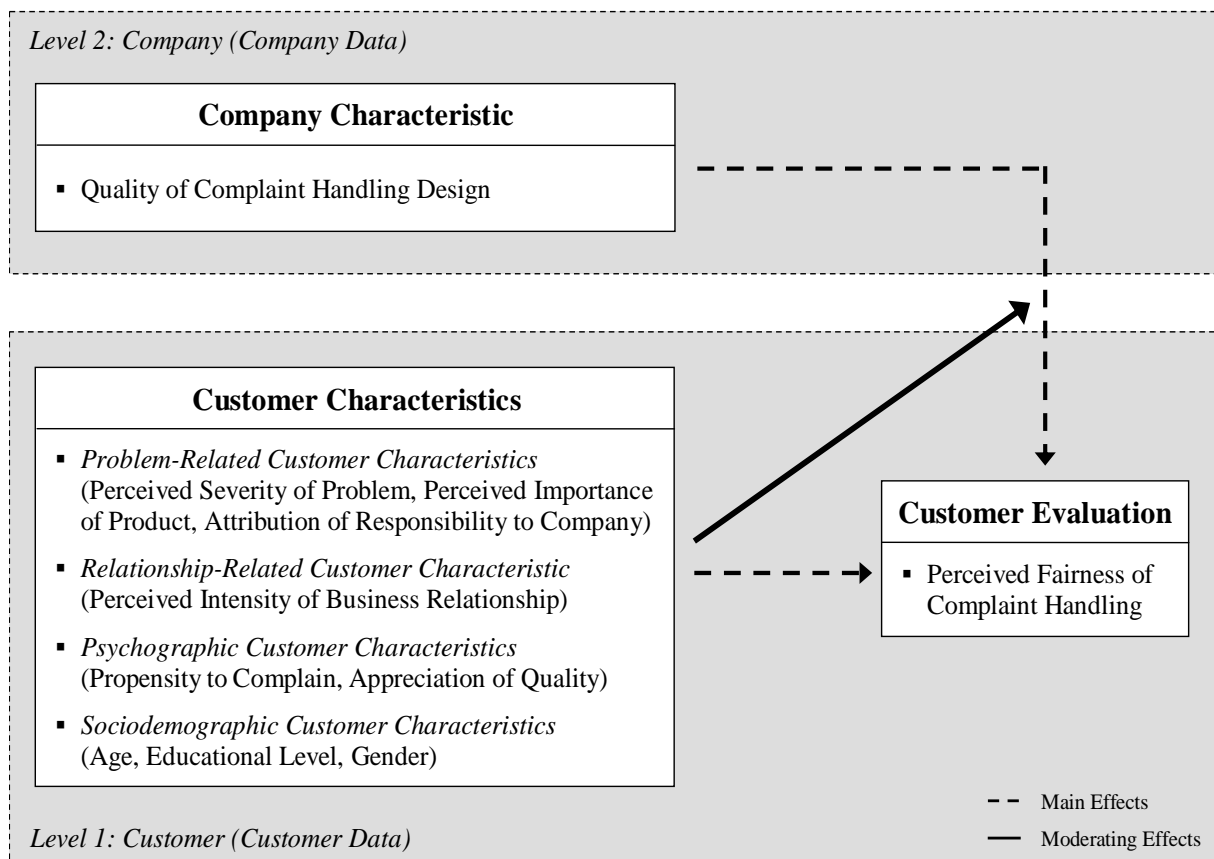 Level 2: Company (Company Data)
Company Characteristic
▪ Quality of Complaint Handling Design
Customer Characteristics
▪ Problem-Related Customer Characteristics
(Perceived Severity of Problem, Perceived Importance
of Product, Attribution of Responsibility to Company)
▪ Relationship-Related Customer Characteristic
(Perceived Intensity of Business Relationship)
▪ Psychographic Customer Characteristics
(Propensity to Complain, Appreciation of Quality)
▪ Sociodemographic Customer Characteristics
(Age, Educational Level, Gender)
Customer Evaluation
▪ Perceived Fairness of
Complaint Handling
Level 1: Customer (Customer Data)
Main Effects
Moderating Effects